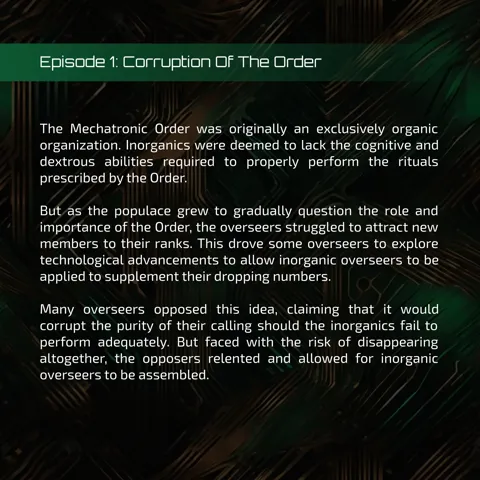 Episode 1: Corruption Of The Order
The Mechatronic Order was originally an exclusively organic
organization. Inorganics were deemed to lack the cognitive and
dextrous abilities required to properly perform the rituals
prescribed by the Order.
But as the populace grew to gradually question the role and
importance of the Order, the overseers struggled to attract new
members to their ranks. This drove some overseers to explore
technological advancements to allow inorganic overseers to be
applied to supplement their dropping numbers.
Many overseers opposed this idea, claiming that it would
corrupt the purity of their calling should the inorganics fail to
perform adequately. But faced with the risk of disappearing
altogether, the opposers relented and allowed for inorganic
overseers to be assembled.